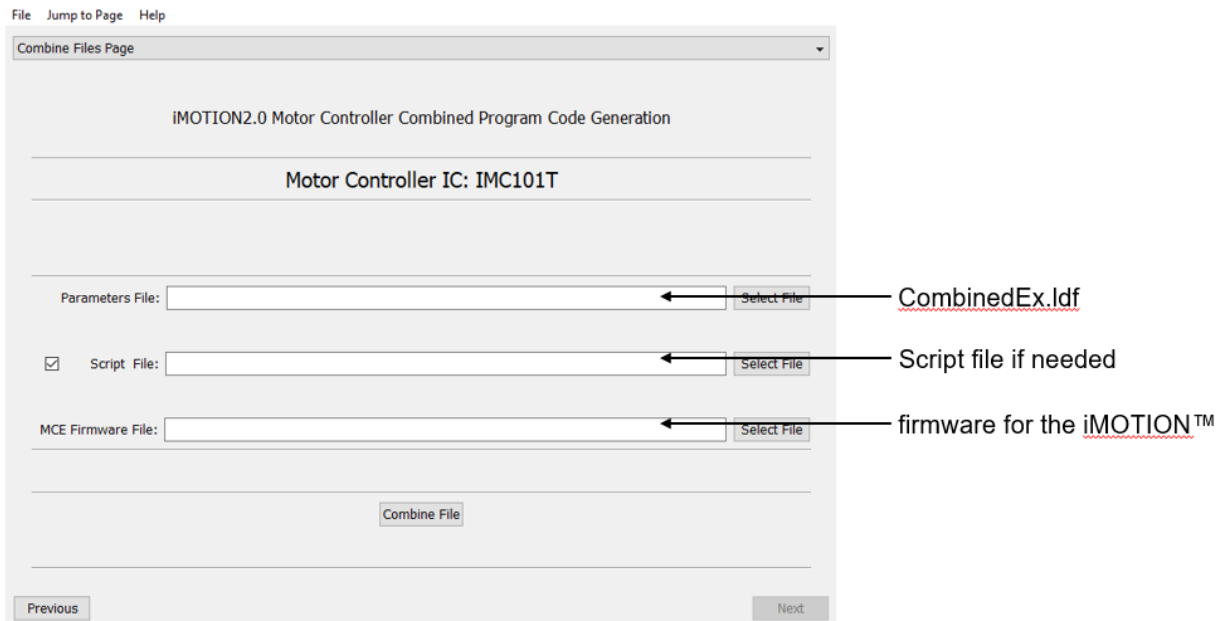 File Jump to Page Help
Combine Files Page
iMOTION2.0 Motor Controller Combined Program Code Generation
Motor Controller IC: IMC101T
Parameters File: Select File CombinedEx.ldf
Script File: Select File Script file if needed
MCE Firmware File: Select File firmware for the iMOTION™
Combine File
Previous Next